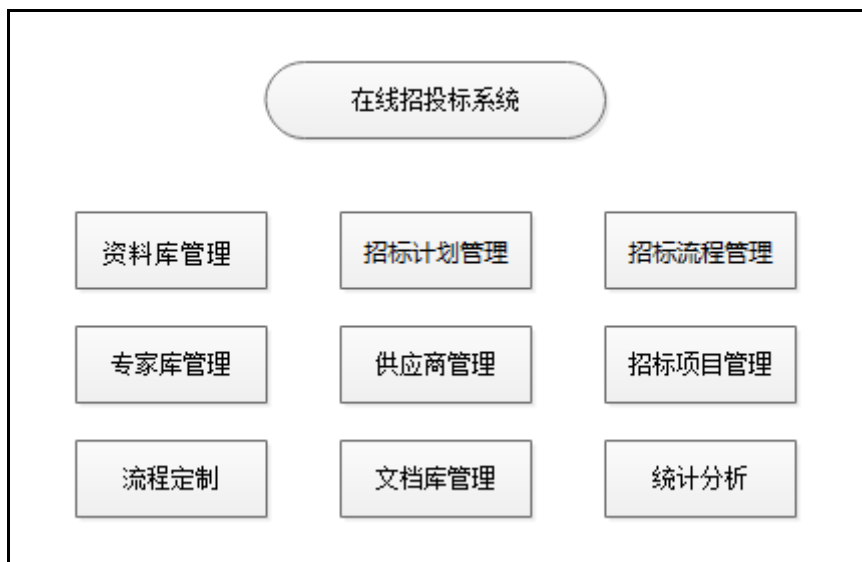 在线招投标系统
资料库管理
招标计划管理
招标流程管理
专家库管理
供应商管理
招标项目管理
流程定制
文档库管理
统计分析